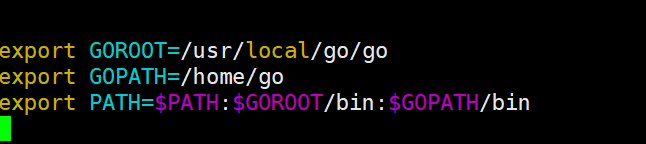 export GOROOT=/usr/local/go/go
export GOPATH=/home/go
export PATH=$PATH:$GOROOT/bin:$GOPATH/bin